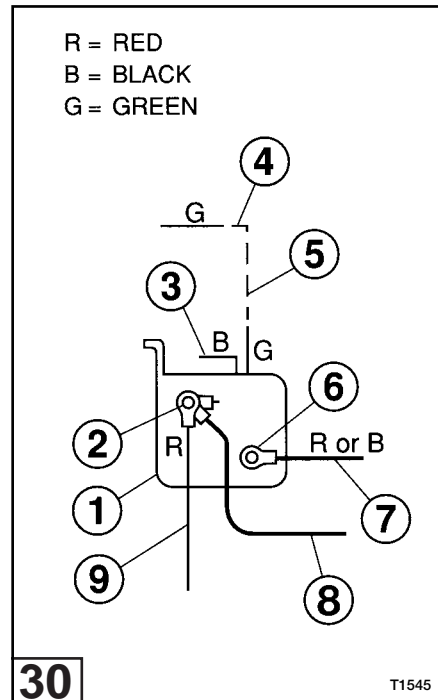 R = RED
B = BLACK
G = GREEN
4
G
5
3
B
G
6
2
R
R or B
1
7
9
8
30
T1545